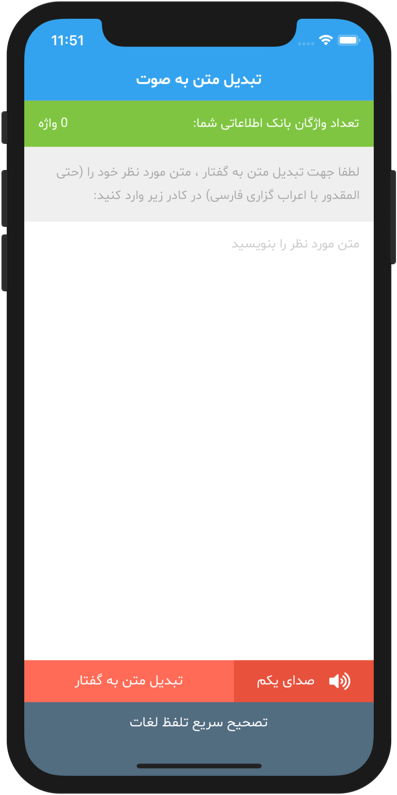 11:51
تبدیل متن به صوت
تعداد واژگان بانک اطلاعاتی شما: 0 واژه
لطفا جهت تبدیل متن به گفتار ، متن مورد نظر خود را (حتی
المقدور با اعراب گزاری فارسی) در کادر زیر وارد کنید:
متن مورد نظر را بنویسید
صدای یکم تبدیل متن به گفتار
تصحیح سریع تلفظ لغات